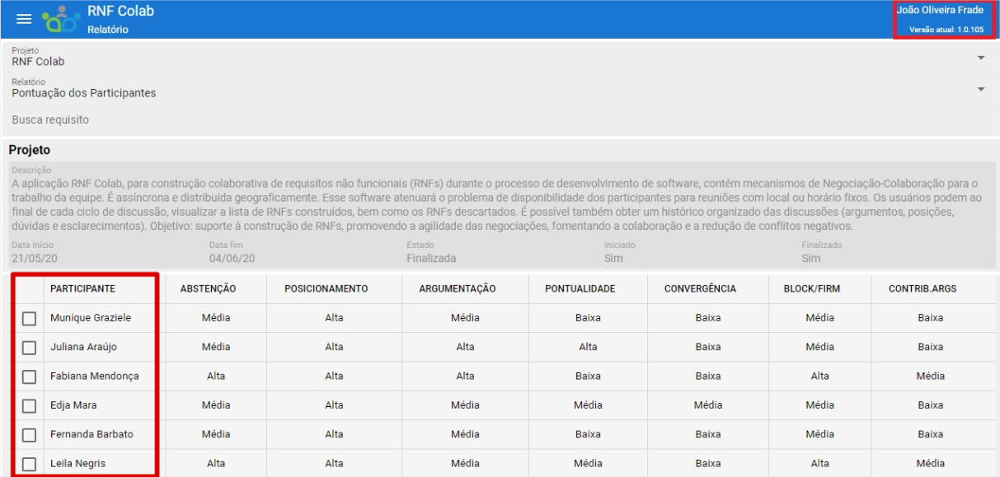 RNF Colab
Relatório
João Oliveira Frade
Versão atual: 1.0.105
Projeto
RNF Colab
Relatório
Pontuação dos Participantes
Busca requisito
Projeto
Descrição
A aplicação RNF Colab, para construção colaborativa de requisitos não funcionais (RNFs) durante o processo de desenvolvimento de software, contém mecanismos de Negociação-Colaboração para o
trabalho da equipe. É assíncrona e distribuída geograficamente. Esse software atenuará o problema de disponibilidade dos participantes para reuniões com local ou horário fixos. Os usuários podem ao
final de cada ciclo de discussão, visualizar a lista de RNFs construídos, bem como os RNFs descartados. É possível também obter um histórico organizado das discussões (argumentos, posições,
dúvidas e esclarecimentos). Objetivo: suporte à construção de RNFs, promovendo a agilidade das negociações, fomentando a colaboração e a redução de conflitos negativos.
Data início Data fim Estado Iniciado Finalizado
21/05/20 04/06/20 Finalizada Sim Sim
PARTICIPANTE ABSTENÇÃO POSICIONAMENTO ARGUMENTAÇÃO PONTUALIDADE CONVERGÊNCIA BLOCK/FIRM CONTRIB.ARGS
Munique Graziele Média Alta Média Baixa Baixa Média Baixa
Juliana Araújo Média Alta Alta Alta Baixa Média Baixa
Fabiana Mendonça Alta Alta Alta Baixa Baixa Alta Média
Edja Mara Média Alta Média Média Média Média Baixa
Fernanda Barbato Média Alta Média Baixa Baixa Média Baixa
Leila Negris Alta Alta Média Média Baixa Alta Média